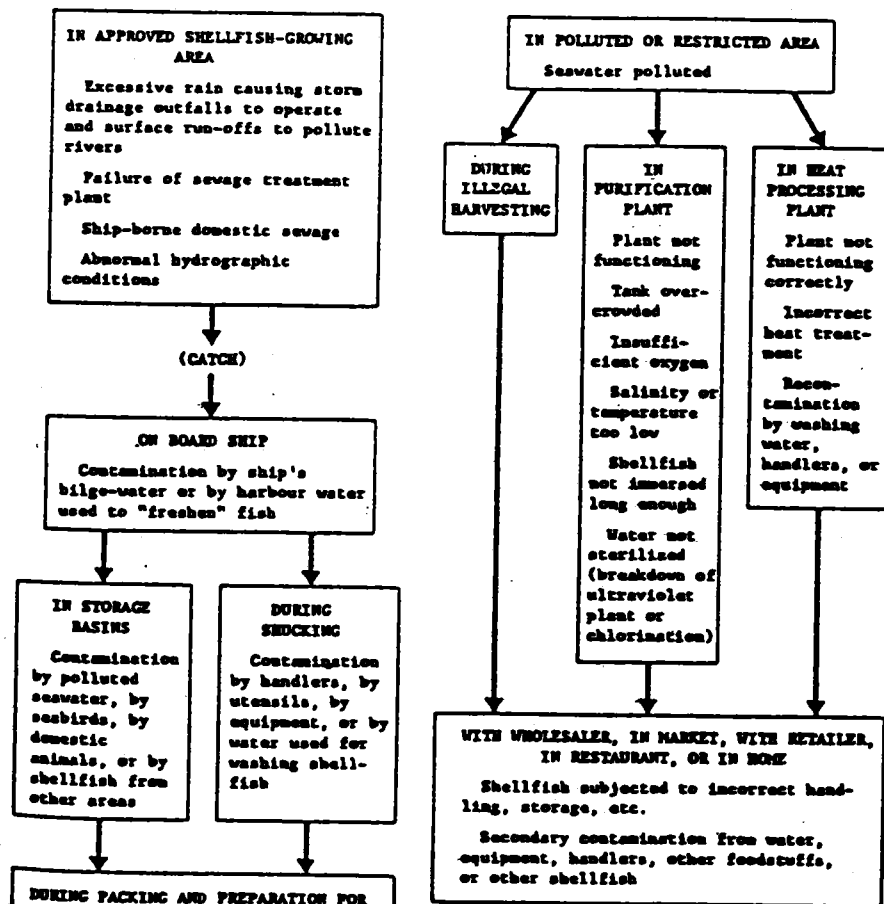 IN APPROVED SHELLFISH-GROWING
AREA
Excessive rain causing storm
drainage outfalls to operate
and surface run-offs to pollute
rivers
Failure of sewage treatment
plant
Ship-borne domestic sewage
Abnormal hydrographic
conditions
(CATCH)
ON BOARD SHIP
Contamination by ship's
bilge-water or by harbour water
used to "freshen" fish
IN STORAGE
BASINS
Contamination
by polluted
seawater, by
seabirds, by
domestic
animals, or by
shellfish from
other areas
DURING
SHUCKING
Contamination
by handlers, by
utensils, by
equipment, or by
water used for
washing shell-
fish
DURING PACKING AND PREPARATION FOR
IN POLLUTED OR RESTRICTED AREA
Seawater polluted
DURING
ILLEGAL
HARVESTING
IN
PURIFICATION
PLANT
Plant not
functioning
Tank over-
crowded
Insuffi-
cient oxygen
Salinity or
temperature
too low
Shellfish
not immersed
long enough
Water not
sterilized
(breakdown of
ultraviolet
plant or
chlorination)
IN HEAT
PROCESSING
PLANT
Plant not
functioning
correctly
Incorrect
heat treat-
ment
Recon-
tamination
by washing
water,
handlers, or
equipment
WITH WHOLESALER, IN MARKET, WITH RETAILER,
IN RESTAURANT, OR IN HOME
Shellfish subjected to incorrect hand-
ling, storage, etc.
Secondary contamination from water,
equipment, handlers, other foodstuffs,
or other shellfish